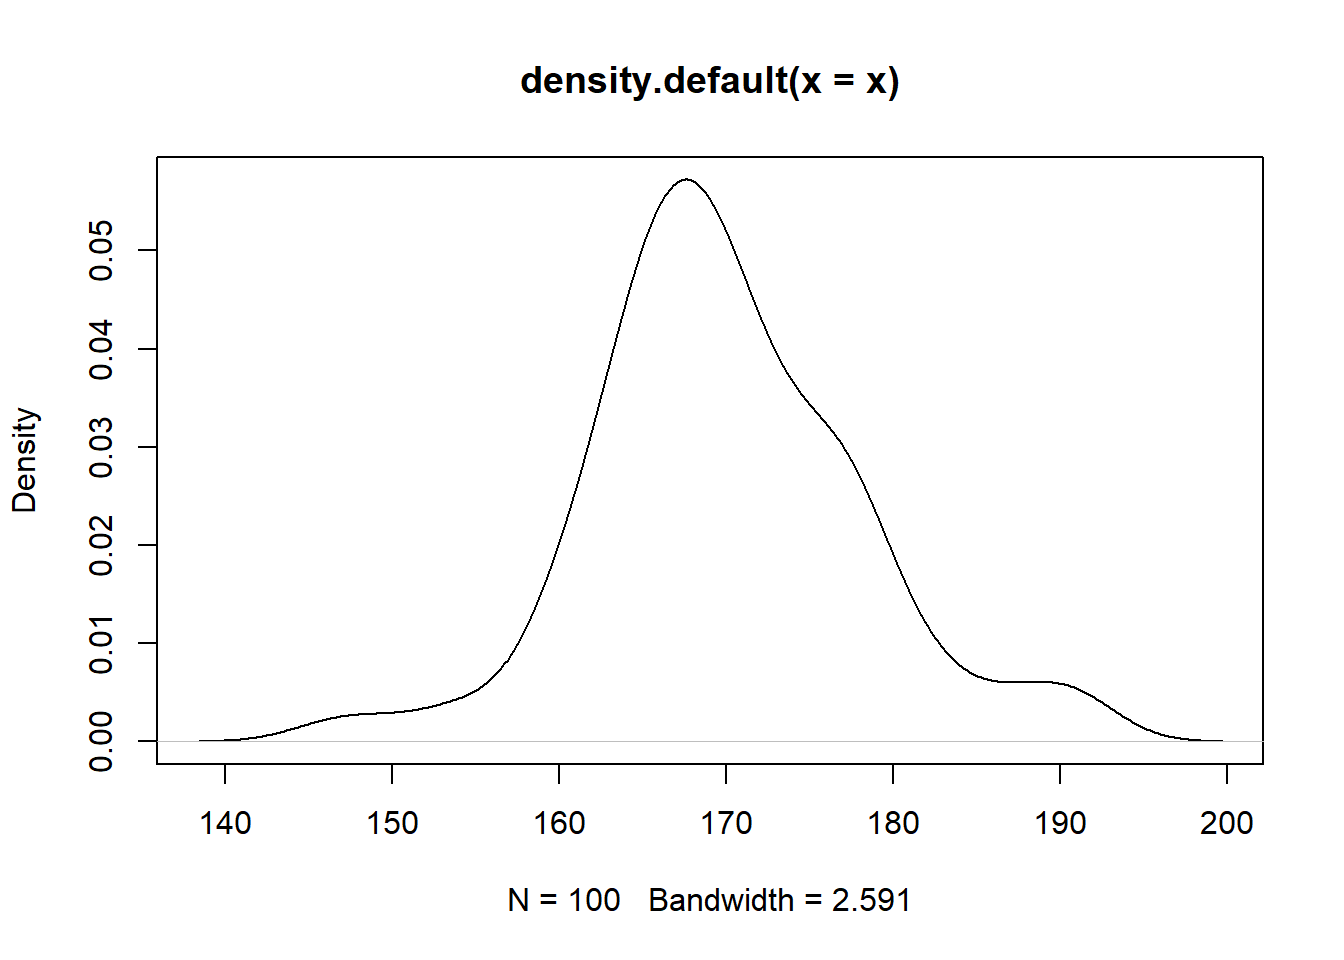 density.default(x = x)
0.05
0.04
0.03
0.02
0.01
0.00
Density
140 150 160 170 180 190 200
N = 100   Bandwidth = 2.591